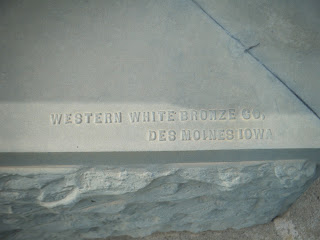 WESTERN WHITE BRONZE CO.
DES MOINES IOWA